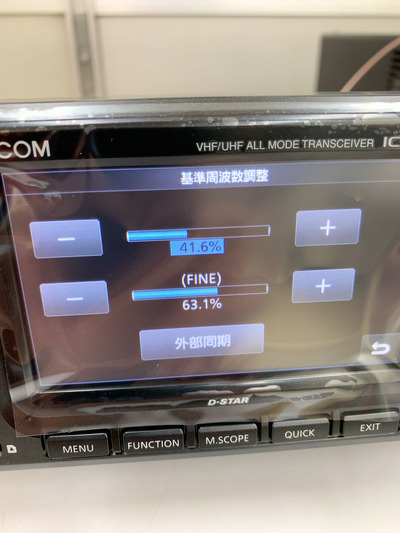 COM
VHF/UHF ALL MODE TRANSCEIVER IC
基準周波数調整
− +
41.6%
(FINE)
− +
63.1%
外部同期
D-STAR
MENU FUNCTION M.SCOPE QUICK EXIT